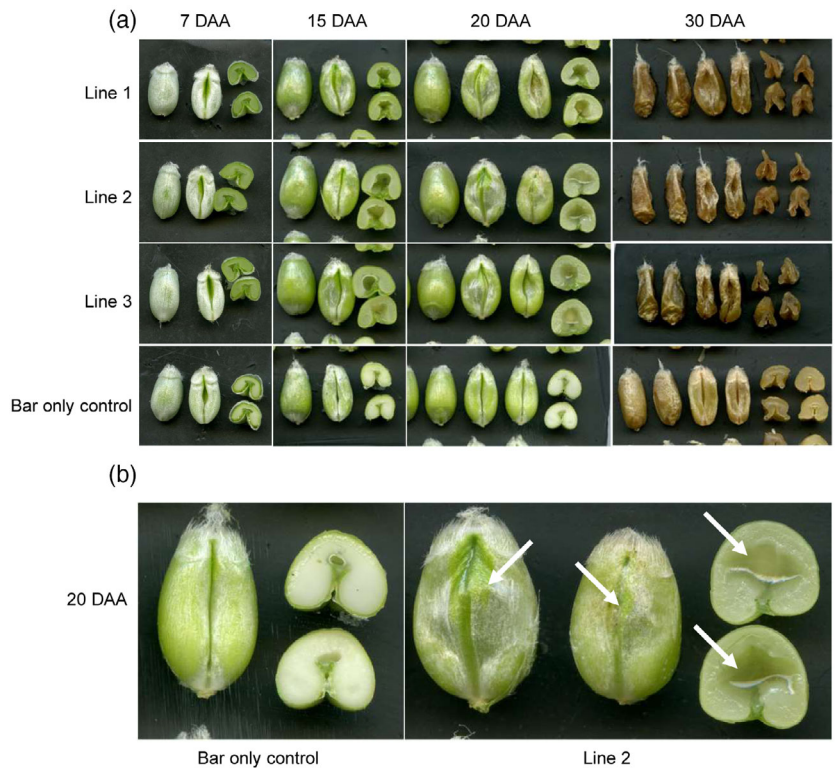 (a)
7 DAA 15 DAA 20 DAA 30 DAA
Line 1
Line 2
Line 3
Bar only control
(b)
20 DAA
Bar only control Line 2